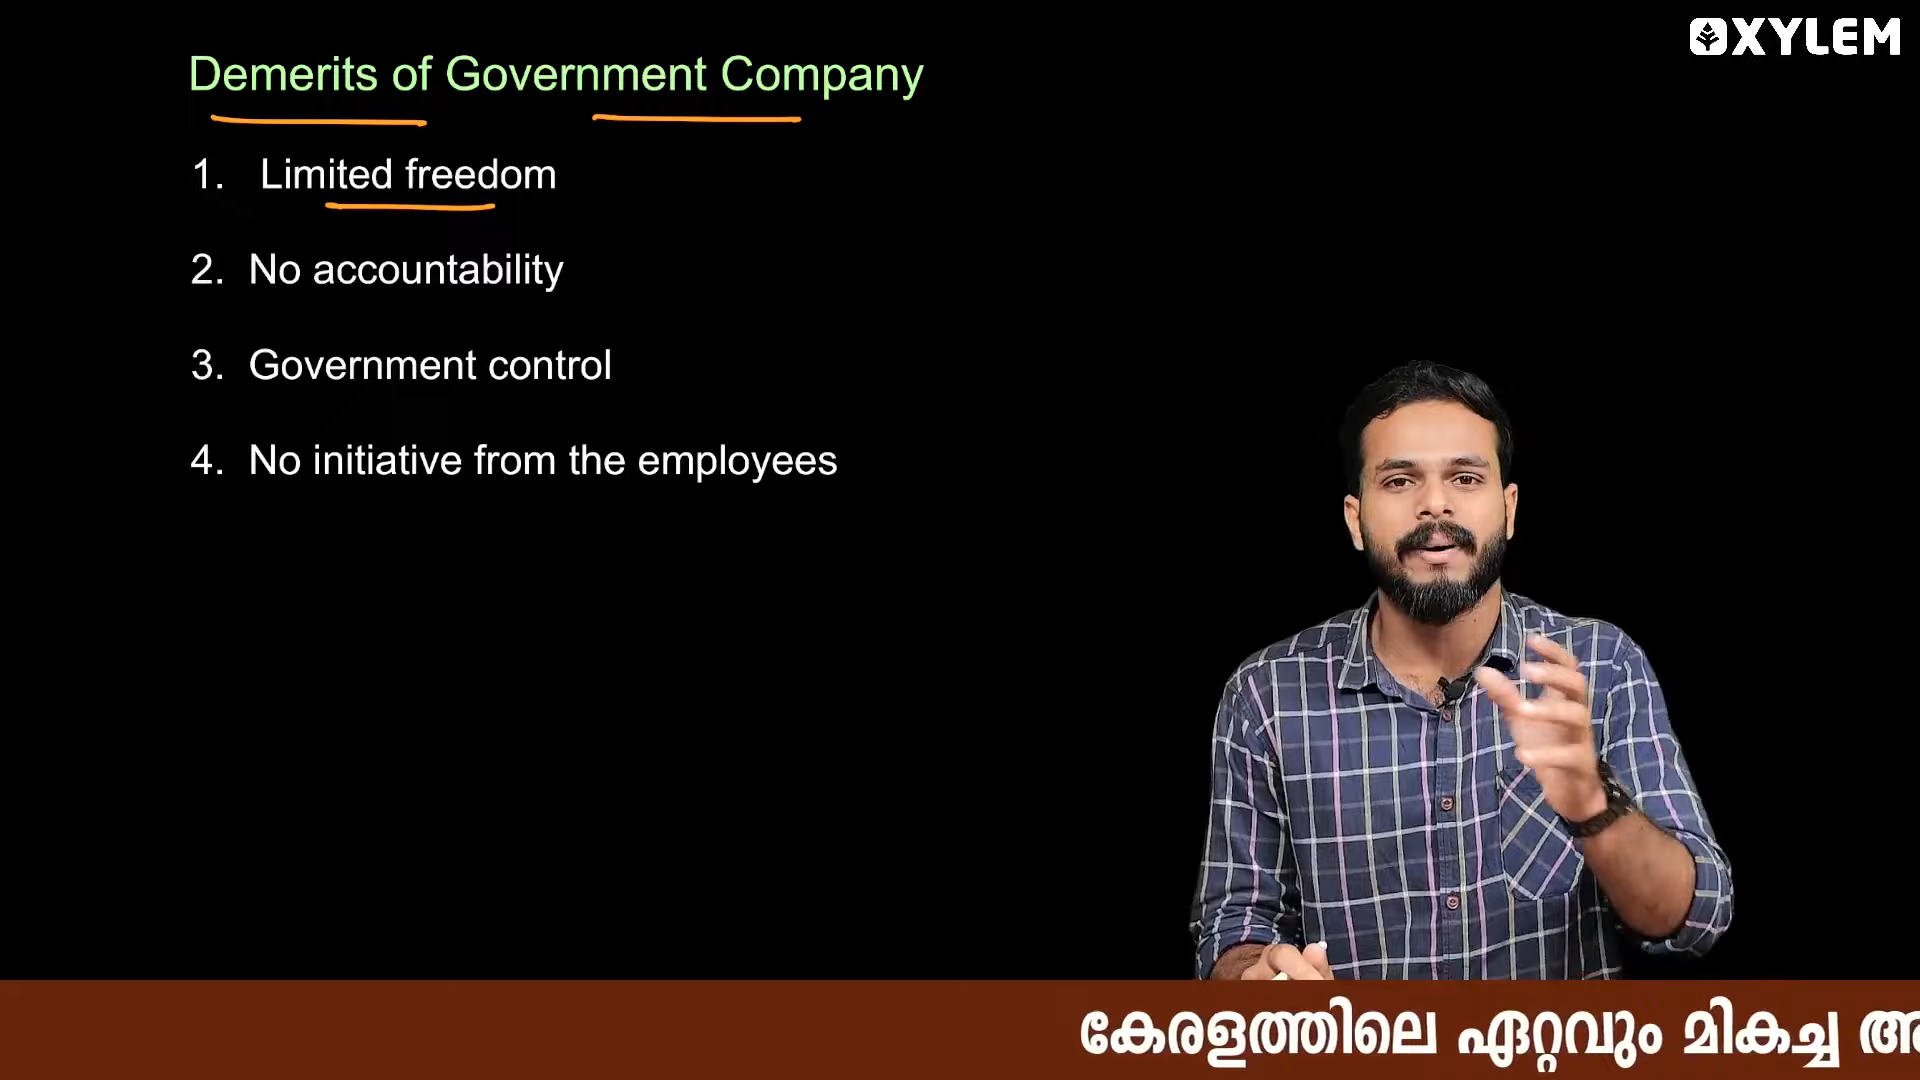 XYLEM
Demerits of Government Company
1. Limited freedom
2. No accountability
3. Government control
4. No initiative from the employees
കേരളത്തിലെ ഏറ്റവും മികച്ച